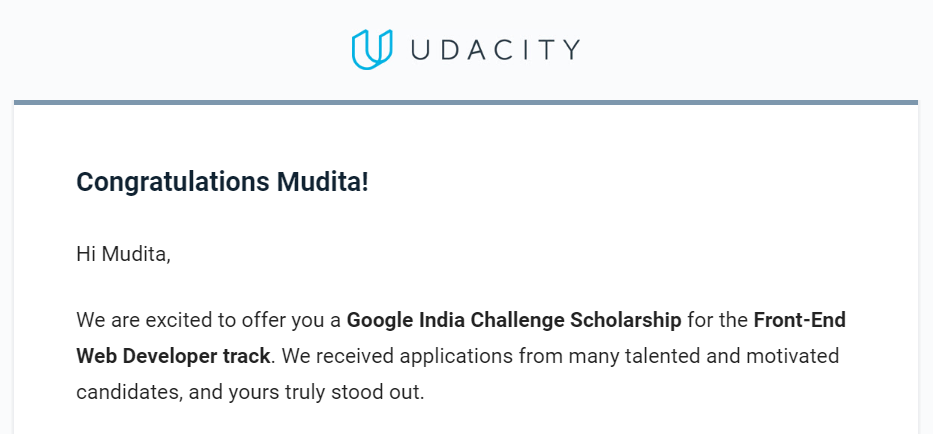 UDACITY
Congratulations Mudita!
Hi Mudita,
We are excited to offer you a Google India Challenge Scholarship for the Front-End
Web Developer track. We received applications from many talented and motivated
candidates, and yours truly stood out.